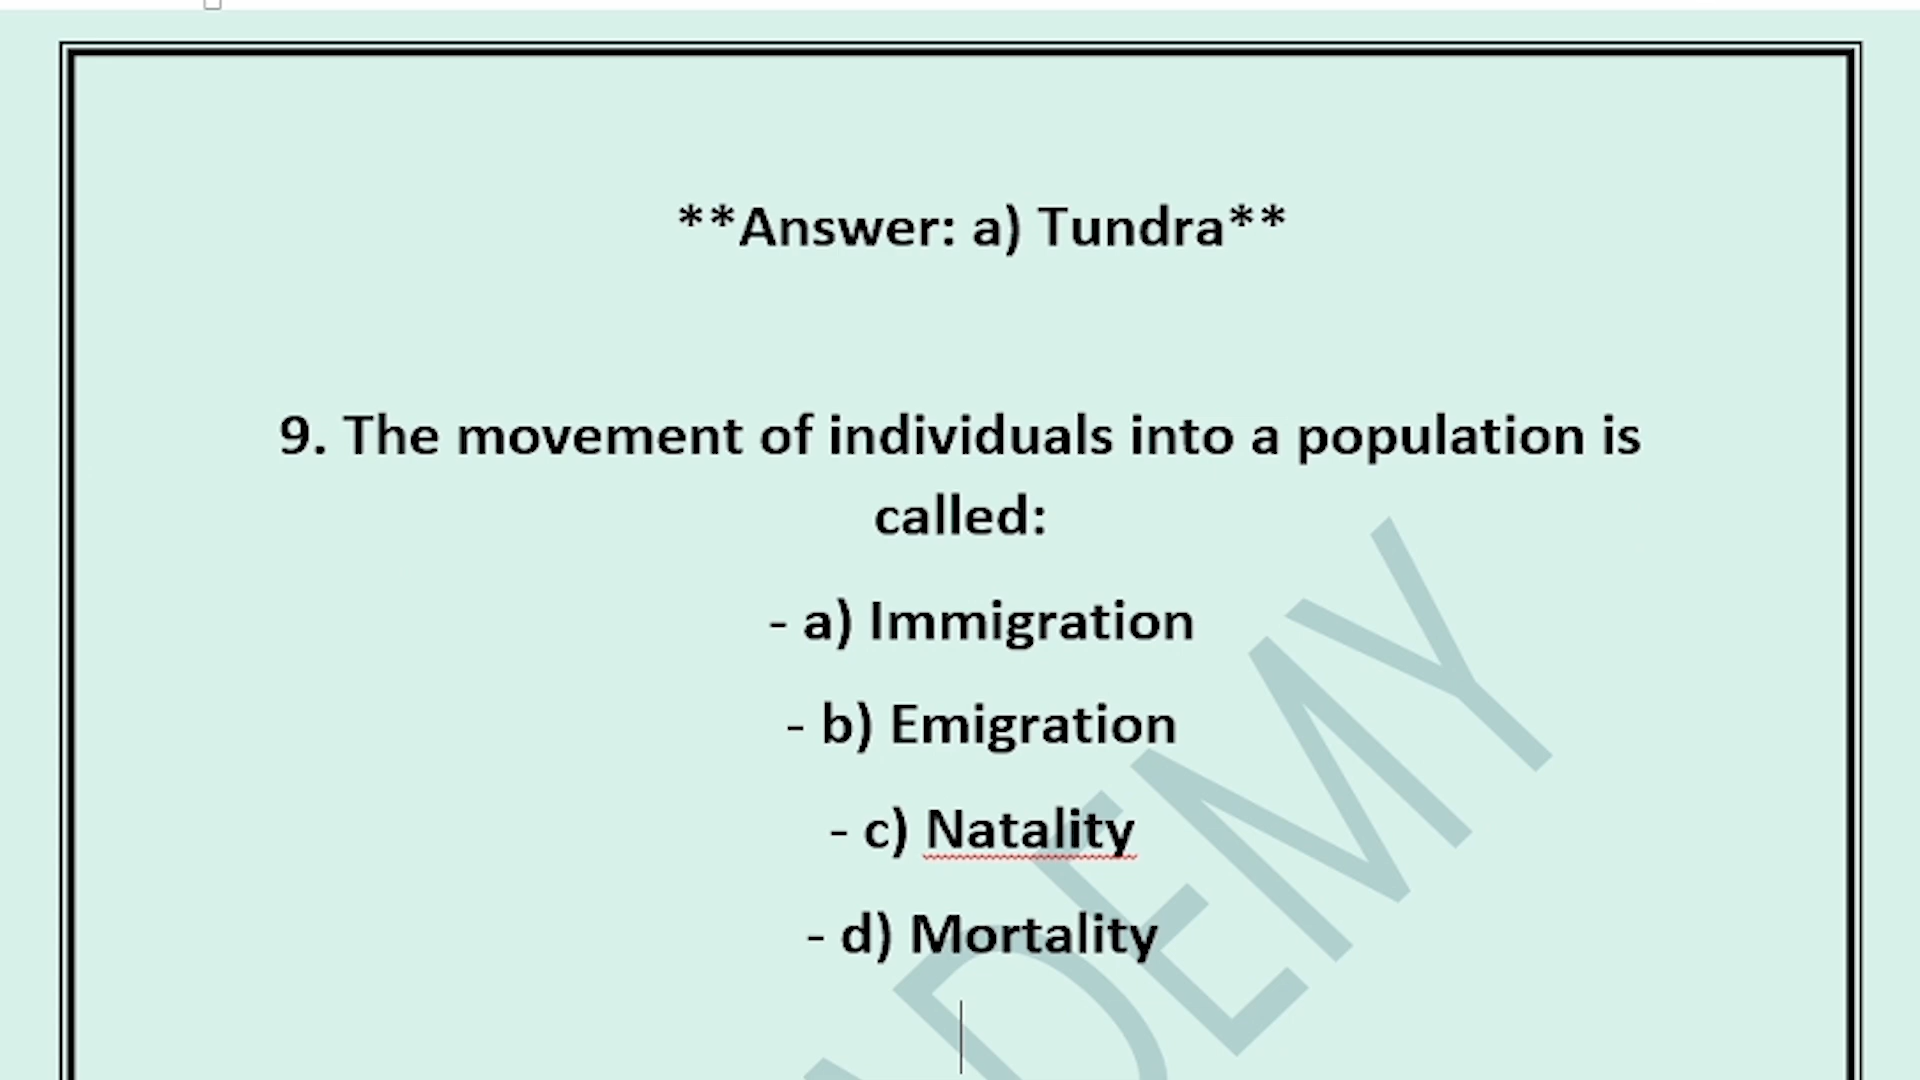 **Answer: a) Tundra**
9. The movement of individuals into a population is
called:
- a) Immigration
- b) Emigration
- c) Natality
- d) Mortality